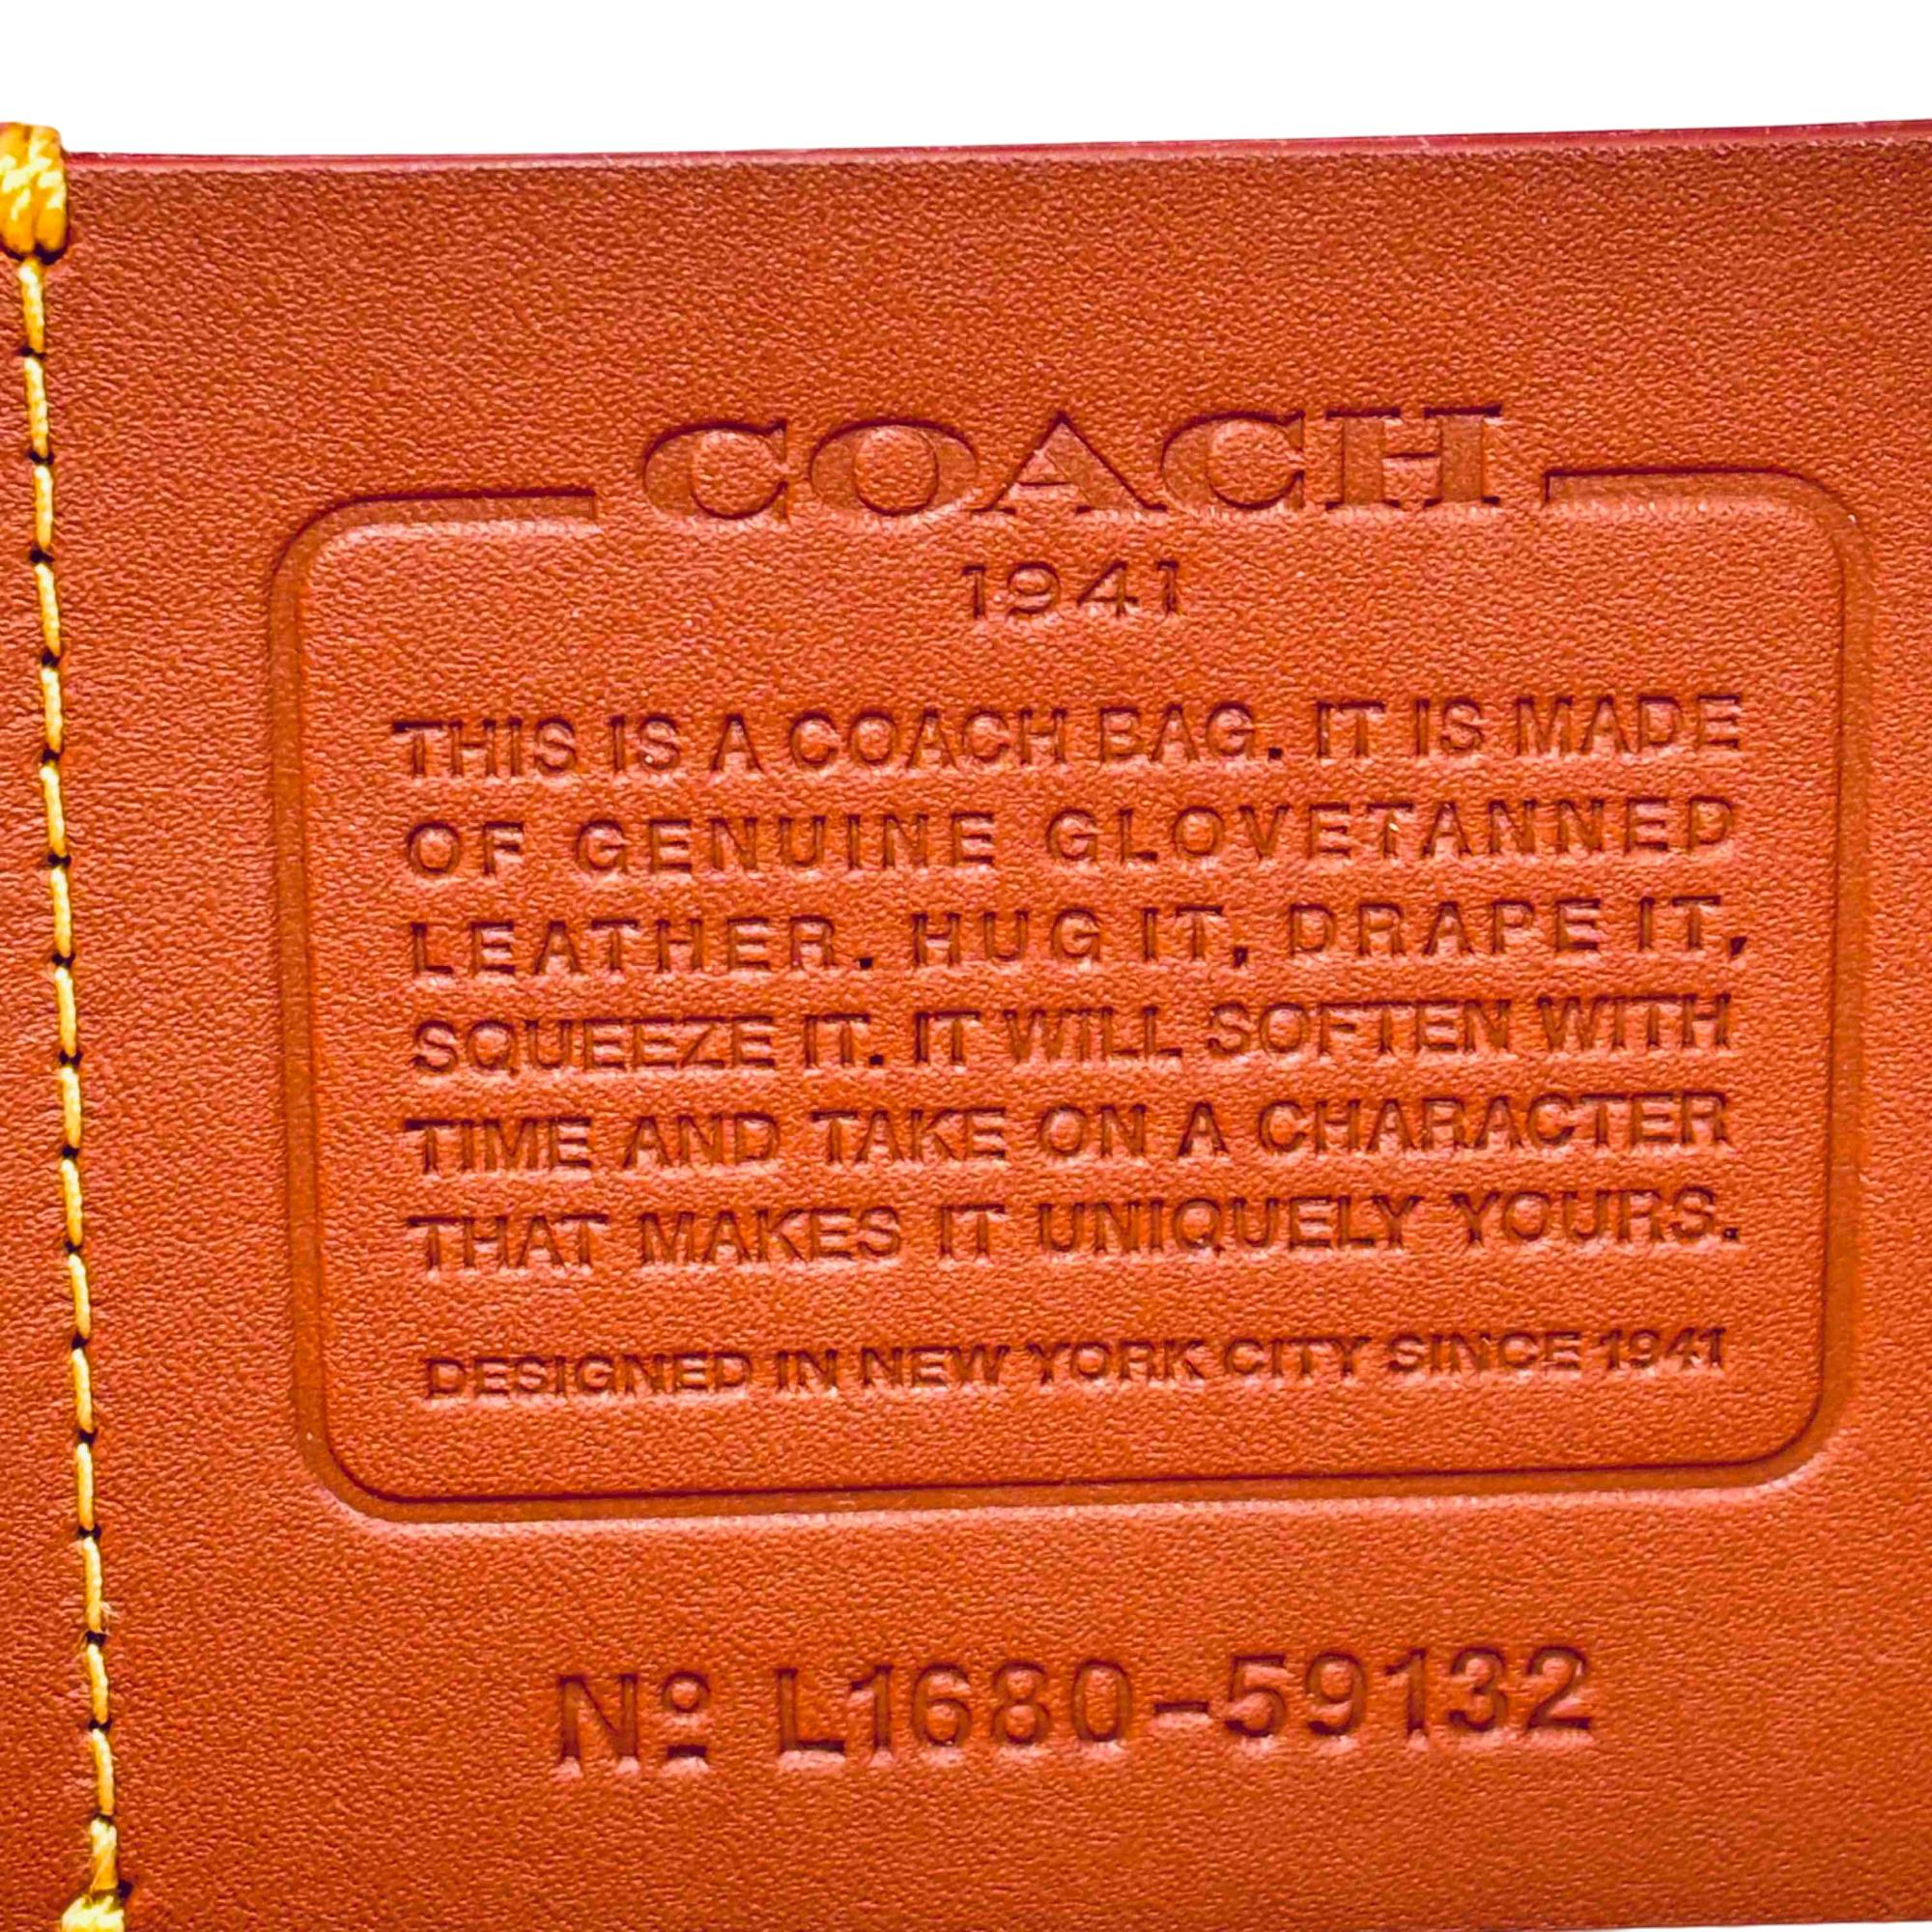 COACH
1941
THIS IS A COACH BAG. IT IS MADE
OF GENUINE GLOVETANNED
LEATHER. HUG IT, DRAPE IT,
SQUEEZE IT. IT WILL SOFTEN WITH
TIME AND TAKE ON A CHARACTER
THAT MAKES IT UNIQUELY YOURS.
DESIGNED IN NEW YORK CITY SINCE 1941
Nº L1680-59132